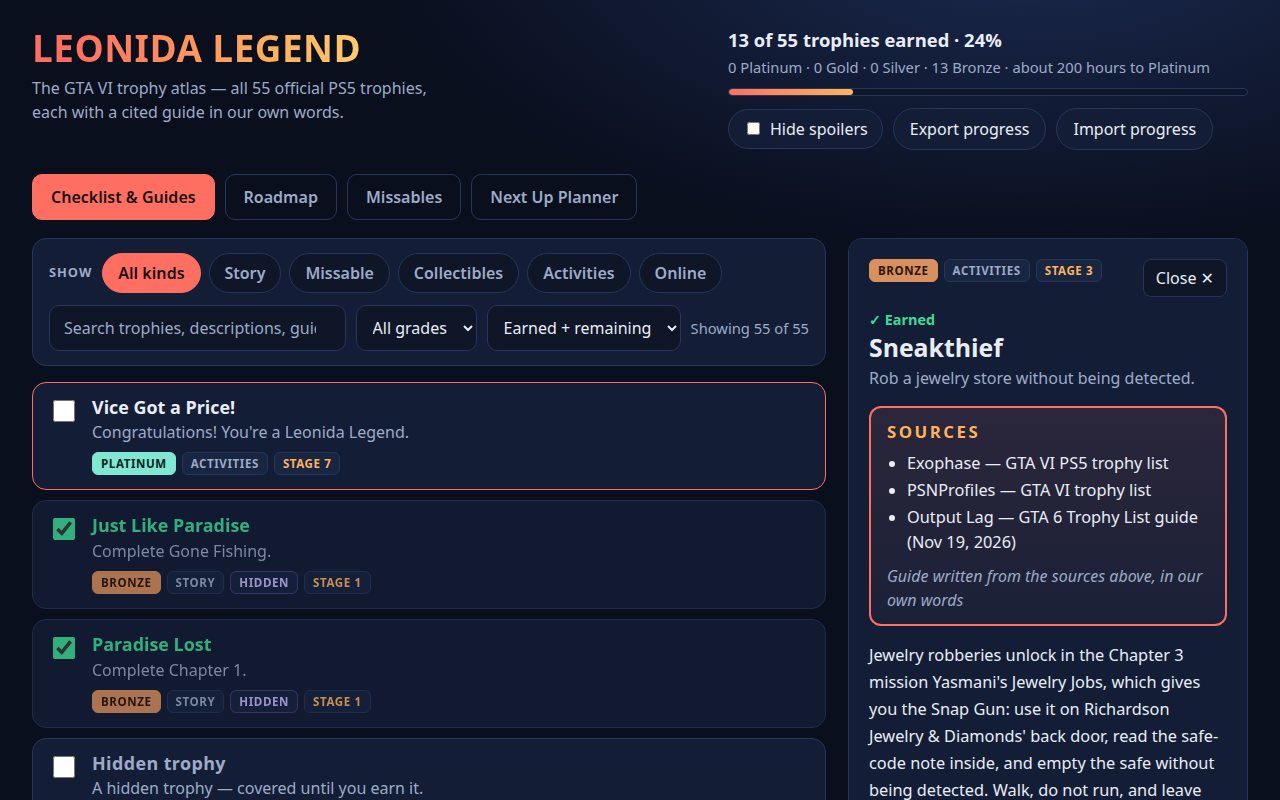 LEONIDA LEGEND
The GTA VI trophy atlas — all 55 official PS5 trophies,
each with a cited guide in our own words.
13 of 55 trophies earned · 24%
0 Platinum · 0 Gold · 0 Silver · 13 Bronze · about 200 hours to Platinum
Hide spoilers
Export progress
Import progress
Checklist & Guides
Roadmap
Missables
Next Up Planner
SHOW
All kinds
Story
Missable
Collectibles
Activities
Online
Search trophies, descriptions, gui
All grades
Earned + remaining
Showing 55 of 55
Vice Got a Price!
Congratulations! You're a Leonida Legend.
PLATINUM ACTIVITIES STAGE 7
Just Like Paradise
Complete Gone Fishing.
BRONZE STORY HIDDEN STAGE 1
Paradise Lost
Complete Chapter 1.
BRONZE STORY HIDDEN STAGE 1
Hidden trophy
A hidden trophy — covered until you earn it.
BRONZE ACTIVITIES STAGE 3
Close ✕
✓ Earned
Sneakthief
Rob a jewelry store without being detected.
SOURCES
• Exophase — GTA VI PS5 trophy list
• PSNProfiles — GTA VI trophy list
• Output Lag — GTA 6 Trophy List guide
(Nov 19, 2026)
Guide written from the sources above, in our
own words
Jewelry robberies unlock in the Chapter 3
mission Yasmani's Jewelry Jobs, which gives
you the Snap Gun: use it on Richardson
Jewelry & Diamonds' back door, read the safe-
code note inside, and empty the safe without
being detected. Walk, do not run, and leave